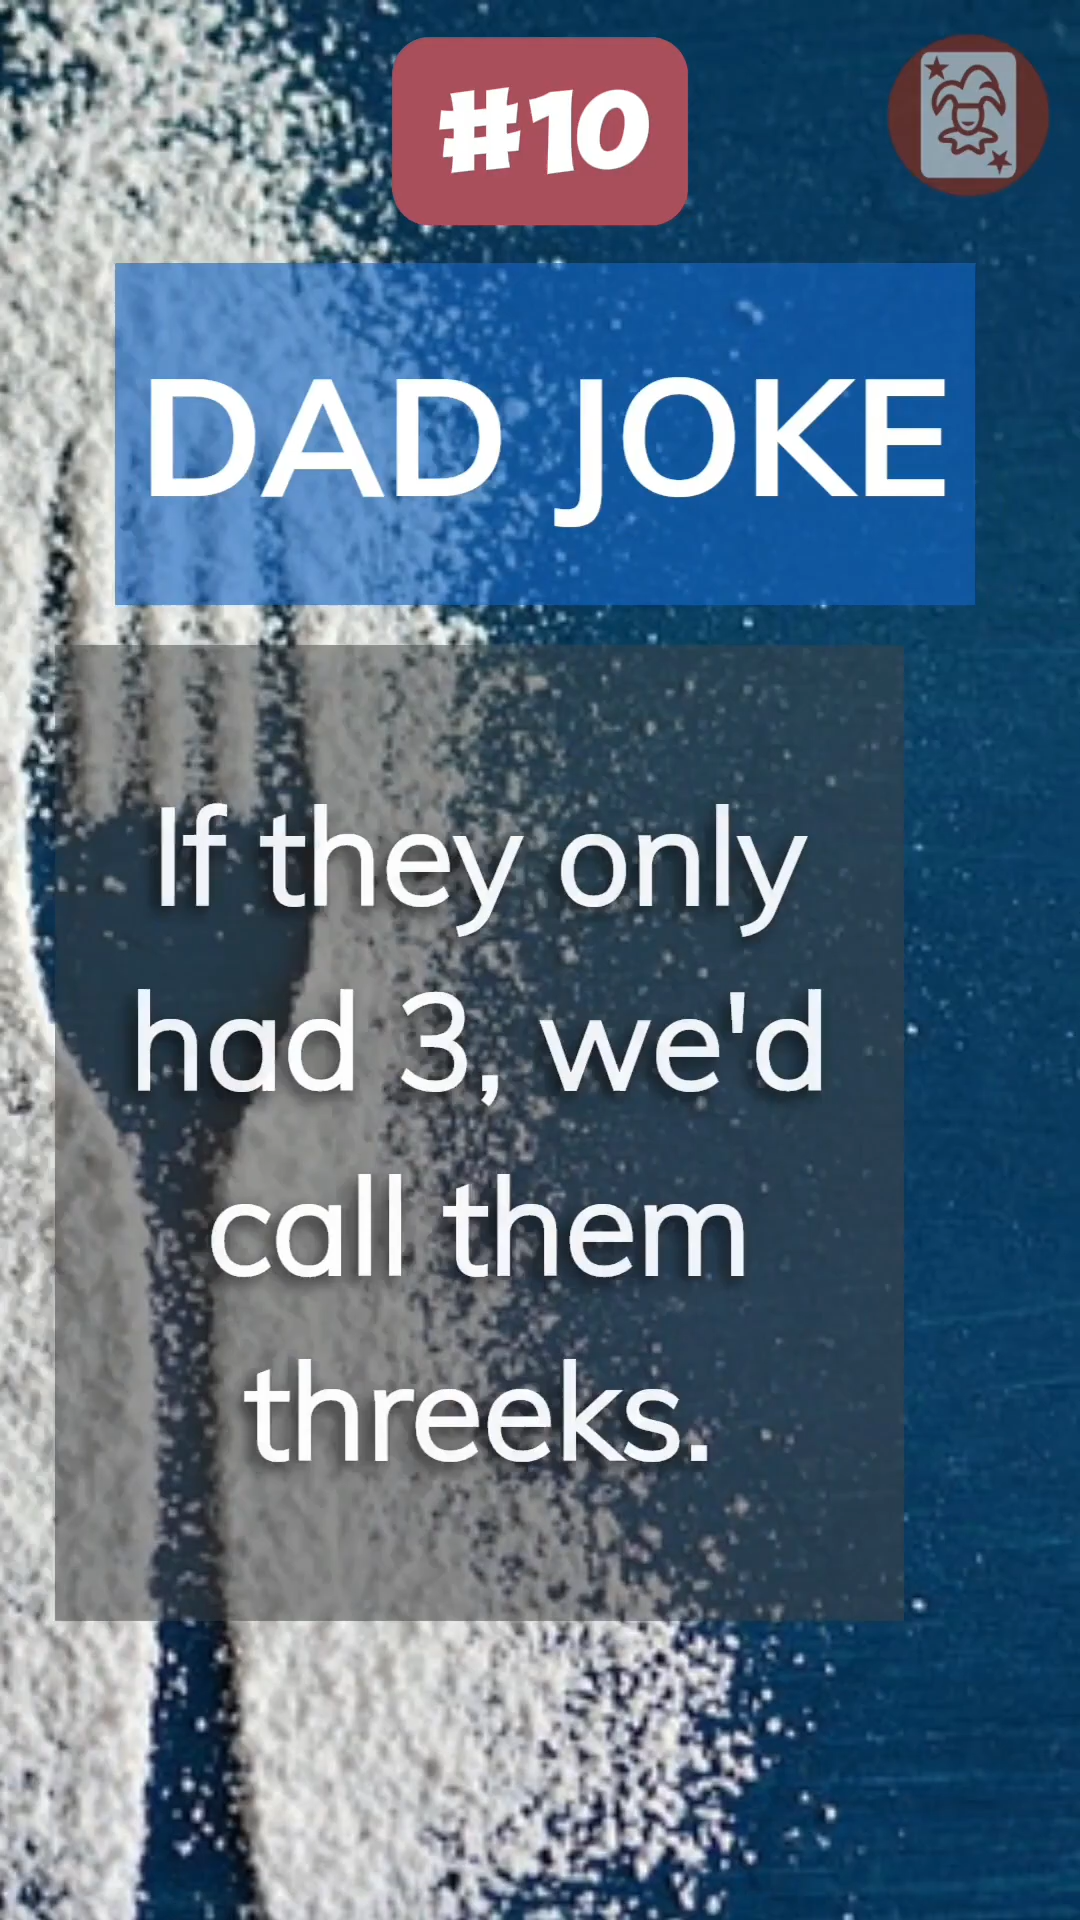 #10
DAD JOKE
If they only
had 3, we'd
call them
threeks.